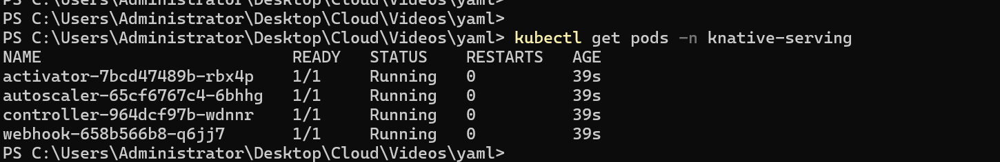 PS C:\Users\Administrator\Desktop\Cloud\Videos\yaml>
PS C:\Users\Administrator\Desktop\Cloud\Videos\yaml>
PS C:\Users\Administrator\Desktop\Cloud\Videos\yaml> kubectl get pods -n knative-serving
NAME                          READY   STATUS    RESTARTS   AGE
activator-7bcd47489b-rbx4p    1/1     Running   0          39s
autoscaler-65cf6767c4-6bhhg   1/1     Running   0          39s
controller-964dcf97b-wdnnr    1/1     Running   0          39s
webhook-658b566b8-q6jj7       1/1     Running   0          39s
PS C:\Users\Administrator\Desktop\Cloud\Videos\yaml>